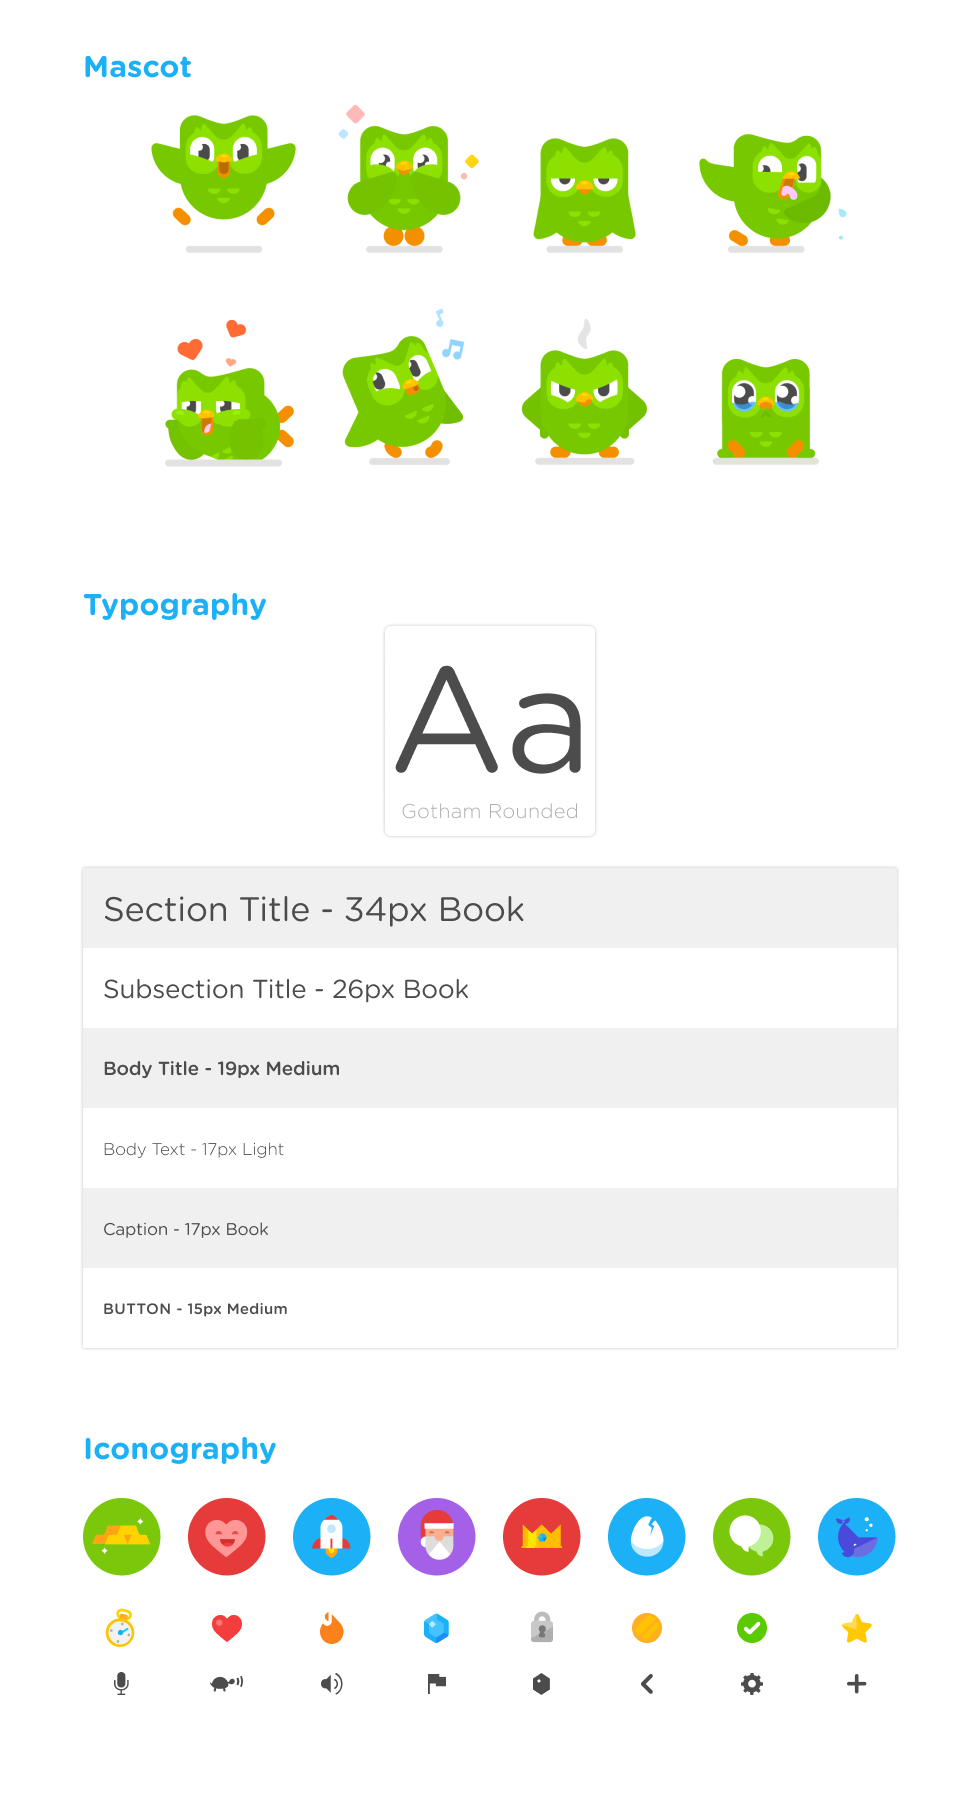 Mascot
Typography
Aa
Gotham Rounded
Section Title - 34px Book
Subsection Title - 26px Book
Body Title - 19px Medium
Body Text - 17px Light
Caption - 17px Book
BUTTON - 15px Medium
Iconography